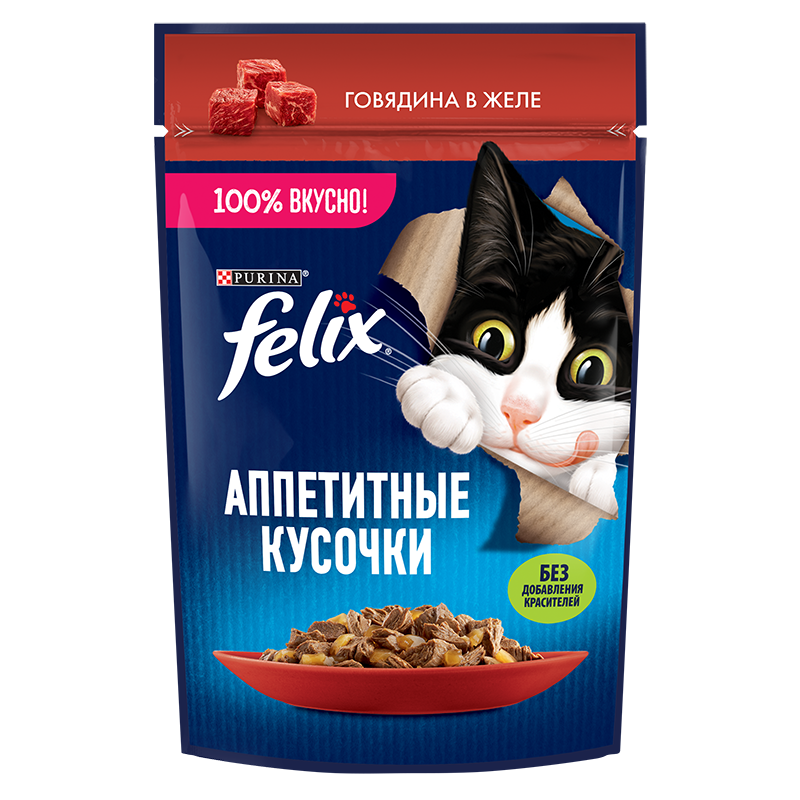 ГОВЯДИНА В ЖЕЛЕ
100% ВКУСНО!
PURINA®
felix®
АППЕТИТНЫЕ
КУСОЧКИ
БЕЗ
ДОБАВЛЕНИЯ
КРАСИТЕЛЕЙ